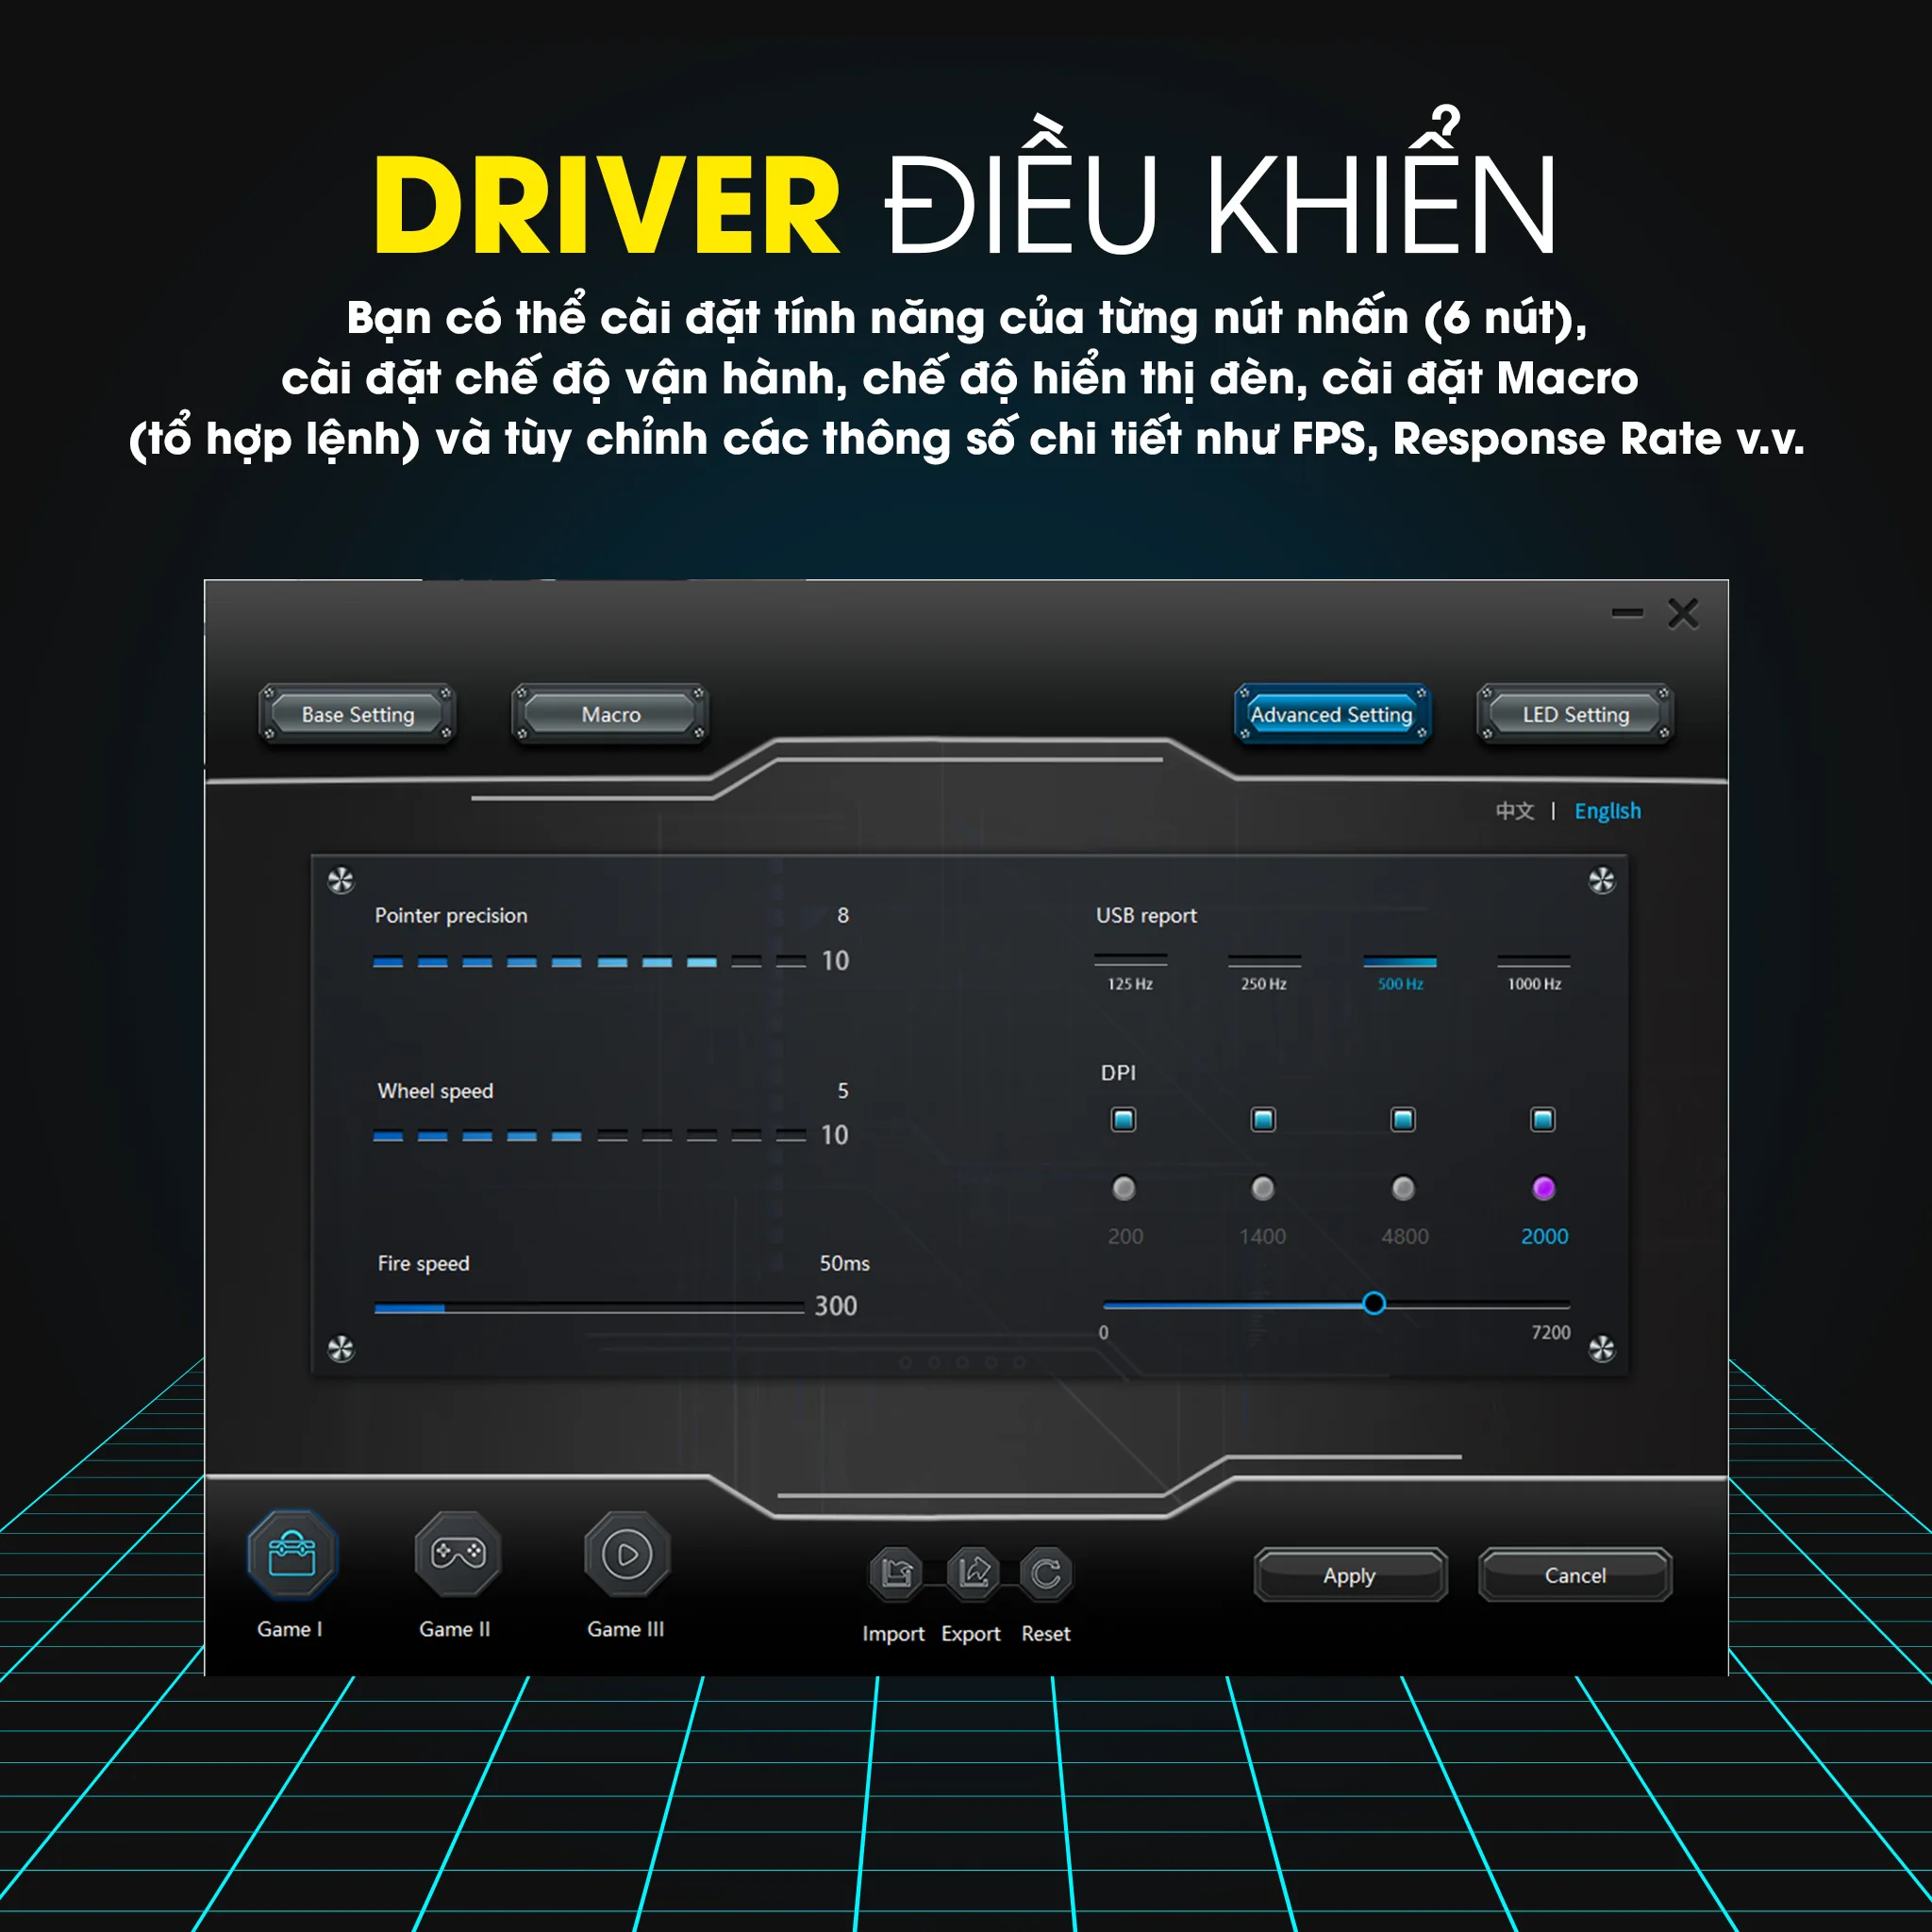 DRIVER ĐIỀU KHIỂN
Bạn có thể cài đặt tính năng của từng nút nhấn (6 nút),
cài đặt chế độ vận hành, chế độ hiển thị đèn, cài đặt Macro
(tổ hợp lệnh) và tùy chỉnh các thông số chi tiết như FPS, Response Rate v.v.
Base Setting
Macro
Advanced Setting
LED Setting
中文 | English
Pointer precision 8
10
Wheel speed 5
10
Fire speed 50ms
300
USB report
125 Hz 250 Hz 500 Hz 1000 Hz
DPI
200 1400 4800 2000
0 7200
Game I
Game II
Game III
Import Export Reset
Apply
Cancel